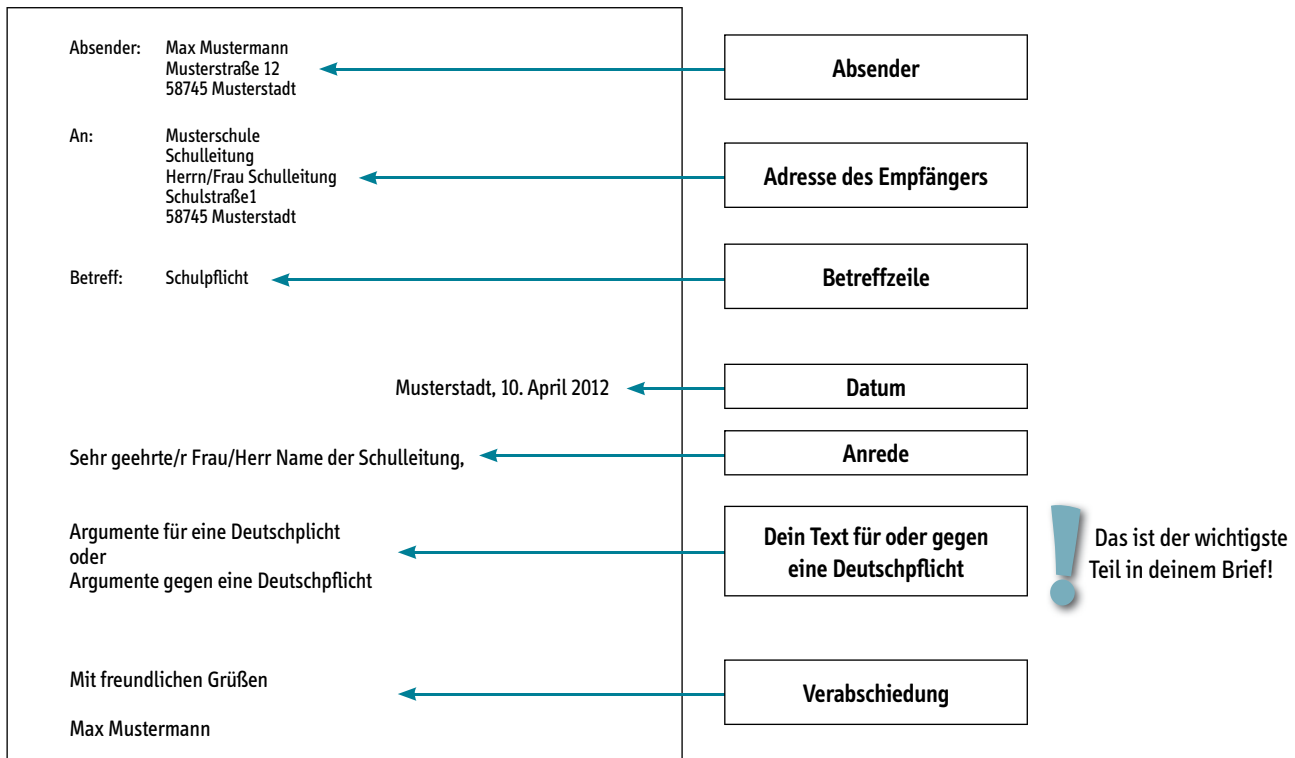 Absender: Max Mustermann
Musterstraße 12
58745 Musterstadt
Absender
An: Musterschule
Schulleitung
Herrn/Frau Schulleitung
Schulstraße1
58745 Musterstadt
Adresse des Empfängers
Betreff: Schulpflicht
Betreffzeile
Musterstadt, 10. April 2012
Datum
Sehr geehrte/r Frau/Herr Name der Schulleitung,
Anrede
Argumente für eine Deutschplicht
oder
Argumente gegen eine Deutschpflicht
Dein Text für oder gegen
eine Deutschpflicht
!
Das ist der wichtigste
Teil in deinem Brief!
Mit freundlichen Grüßen
Max Mustermann
Verabschiedung